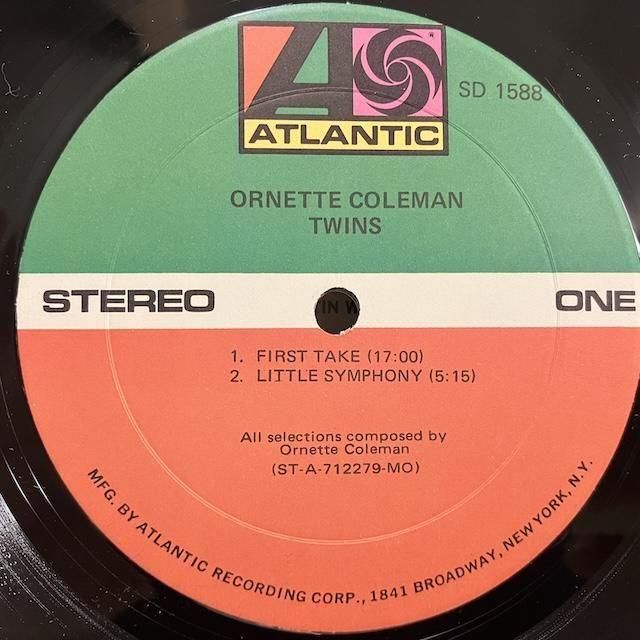 SD 1588
ATLANTIC
ORNETTE COLEMAN
TWINS
STEREO
ONE
IN W
1. FIRST TAKE (17:00)
2. LITTLE SYMPHONY (5:15)
All selections composed by
Ornette Coleman
(ST-A-712279-MO)
MFG. BY ATLANTIC RECORDING CORP., 1841 BROADWAY, NEW YORK, N.Y.